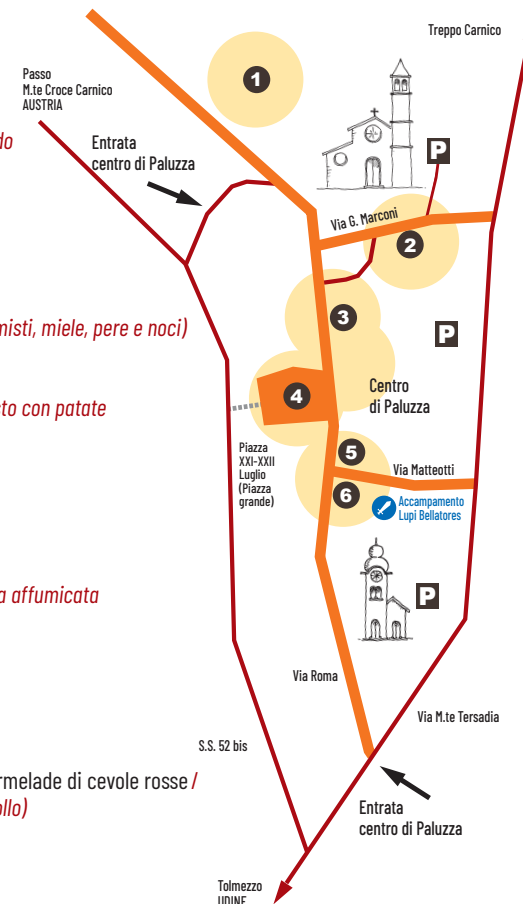 Treppo Carnico
Passo
M.te Croce Carnico
AUSTRIA
1
do
Entrata
centro di Paluzza
P
Via G. Marconi
2
3
misti, miele, pere e noci)
P
4
Centro
di Paluzza
sto con patate
Piazza
XXI-XXII
Luglio
(Piazza
grande)
5
Via Matteotti
6
Accampamento
Lupi Bellatores
a affumicata
P
Via Roma
Via M.te Tersadia
S.S. 52 bis
rmelade di cevole rosse /
ollo)
Entrata
centro di Paluzza
Tolmezzo
UDINE